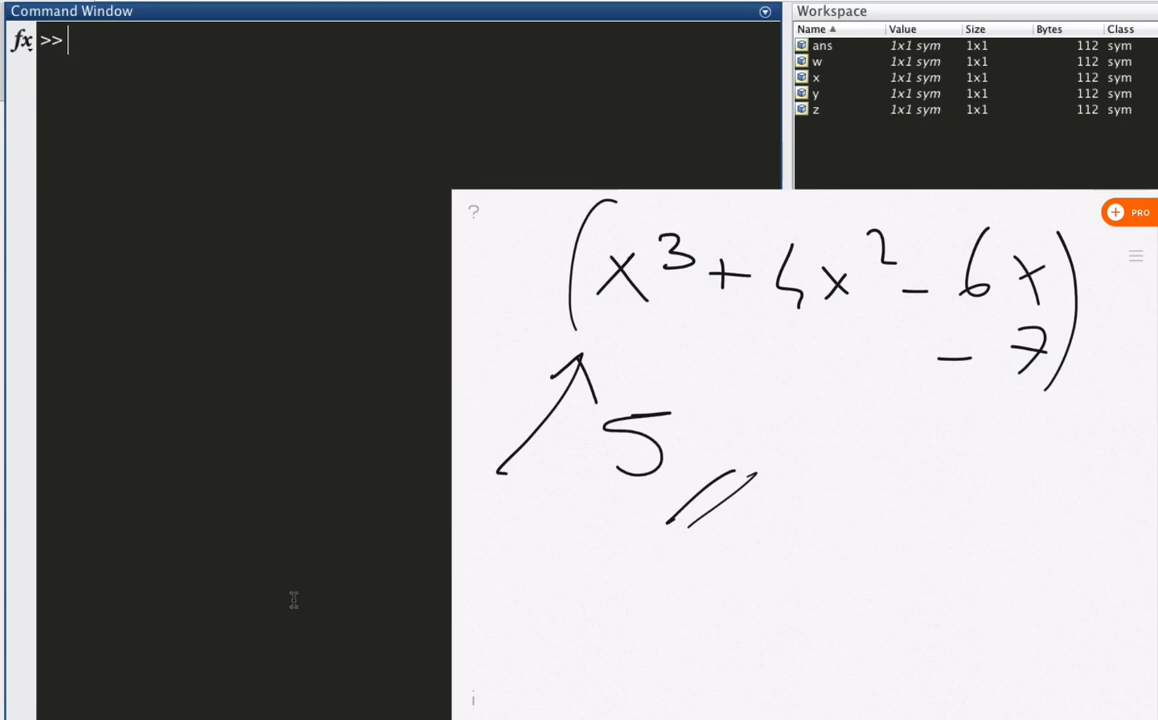 Command Window
fx >>
Workspace
Name Value Size Bytes Class
ans 1x1 sym 1x1 112 sym
w 1x1 sym 1x1 112 sym
x 1x1 sym 1x1 112 sym
y 1x1 sym 1x1 112 sym
z 1x1 sym 1x1 112 sym
?
PRO
(x³ + 4x² - 6x
- 7)
5
i